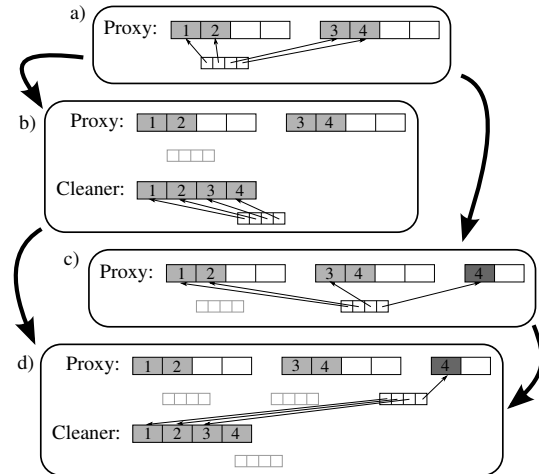 a) Proxy: 1 2 3 4
b) Proxy: 1 2 3 4
Cleaner: 1 2 3 4
c) Proxy: 1 2 3 4 4
d) Proxy: 1 2 3 4 4
Cleaner: 1 2 3 4